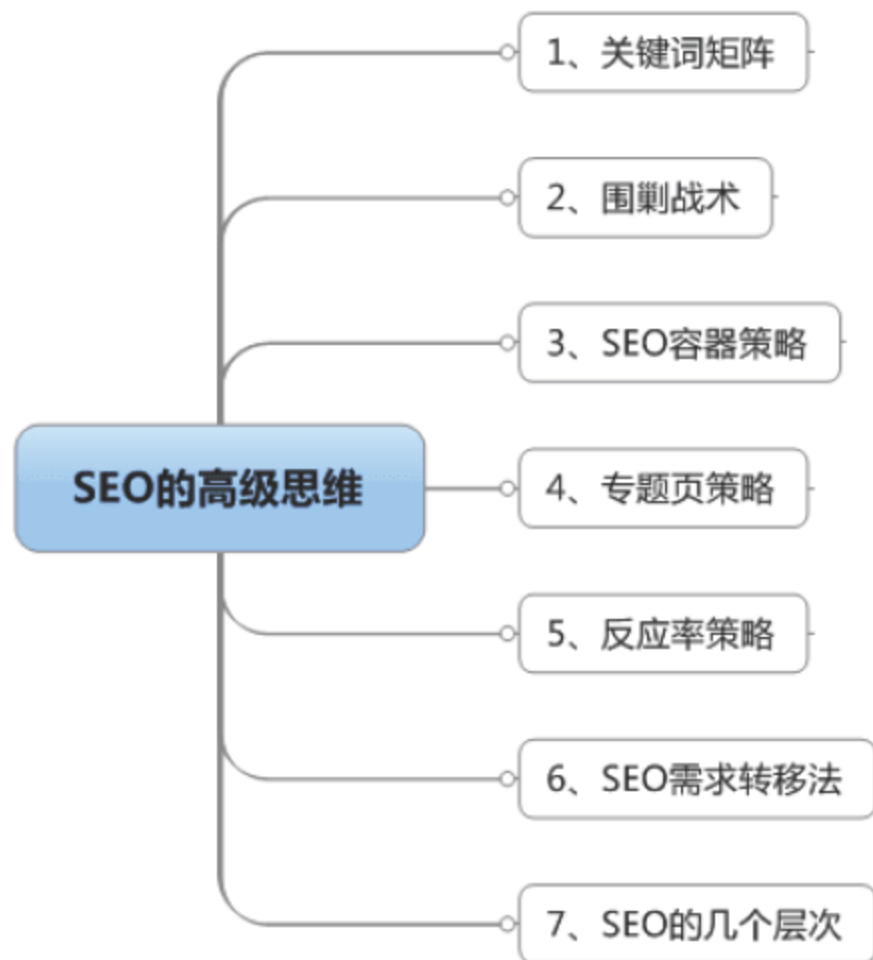 1、关键词矩阵
2、围剿战术
3、SEO容器策略
SEO的高级思维
4、专题页策略
5、反应率策略
6、SEO需求转移法
7、SEO的几个层次